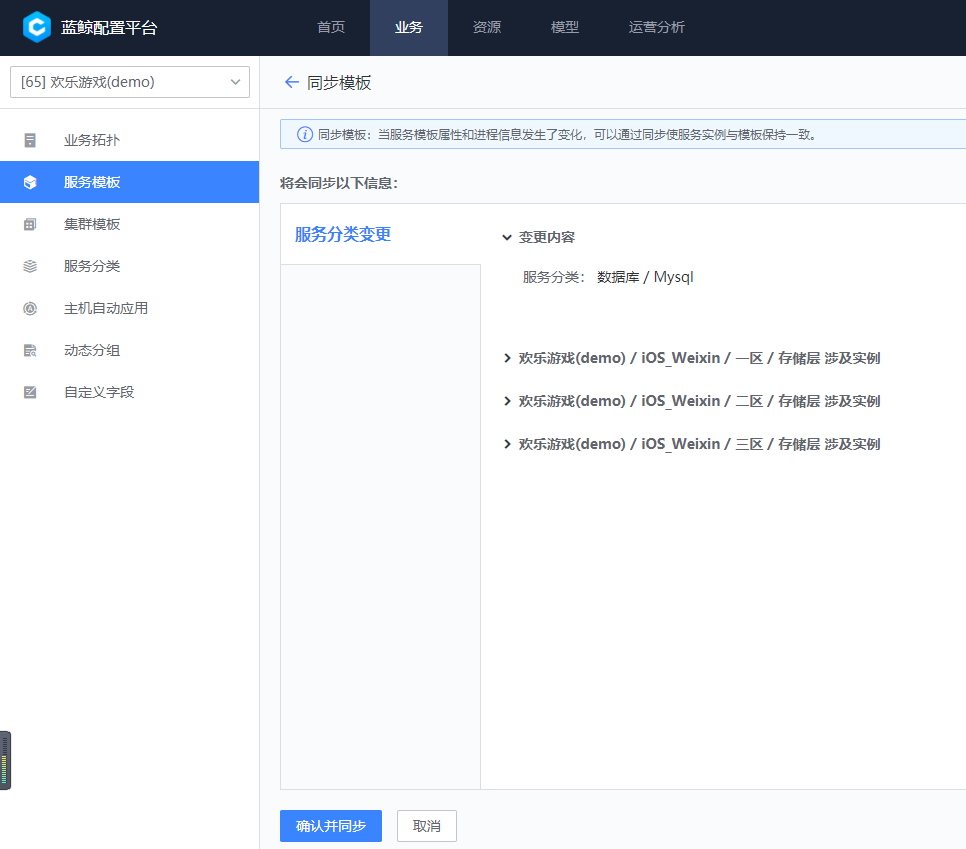 蓝鲸配置平台
首页 业务 资源 模型 运营分析
[65] 欢乐游戏(demo)
业务拓扑
服务模板
集群模板
服务分类
主机自动应用
动态分组
自定义字段
同步模板
同步模板：当服务模板属性和进程信息发生了变化，可以通过同步使服务实例与模板保持一致。
将会同步以下信息：
服务分类变更
变更内容
服务分类： 数据库 / Mysql
欢乐游戏(demo) / iOS_Weixin / 一区 / 存储层 涉及实例
欢乐游戏(demo) / iOS_Weixin / 二区 / 存储层 涉及实例
欢乐游戏(demo) / iOS_Weixin / 三区 / 存储层 涉及实例
确认并同步 取消